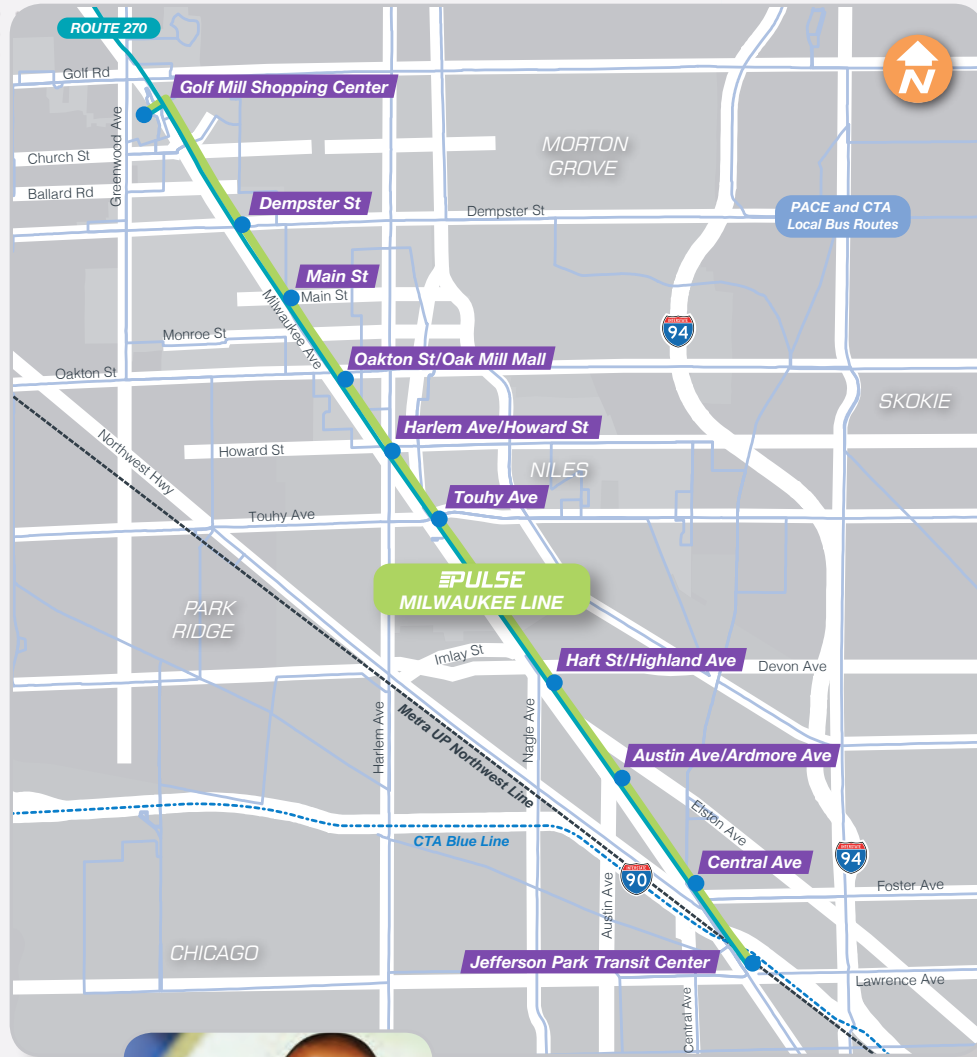 ROUTE 270
Golf Rd
Golf Mill Shopping Center
N
Greenwood Ave
Church St
MORTON
GROVE
Ballard Rd
Dempster St
Dempster St
PACE and CTA
Local Bus Routes
Main St
Main St
Milwaukee Ave
Monroe St
INTERSTATE
94
Oakton St/Oak Mill Mall
Oakton St
SKOKIE
Harlem Ave/Howard St
Northwest Hwy
Howard St
NILES
Touhy Ave
Touhy Ave
PULSE
MILWAUKEE LINE
PARK
RIDGE
Imlay St
Haft St/Highland Ave
Devon Ave
Harlem Ave
Metra UP Northwest Line
Nagle Ave
Austin Ave/Ardmore Ave
Elston Ave
CTA Blue Line
Central Ave
INTERSTATE
94
INTERSTATE
90
Foster Ave
Austin Ave
CHICAGO
Jefferson Park Transit Center
Lawrence Ave
Central Ave